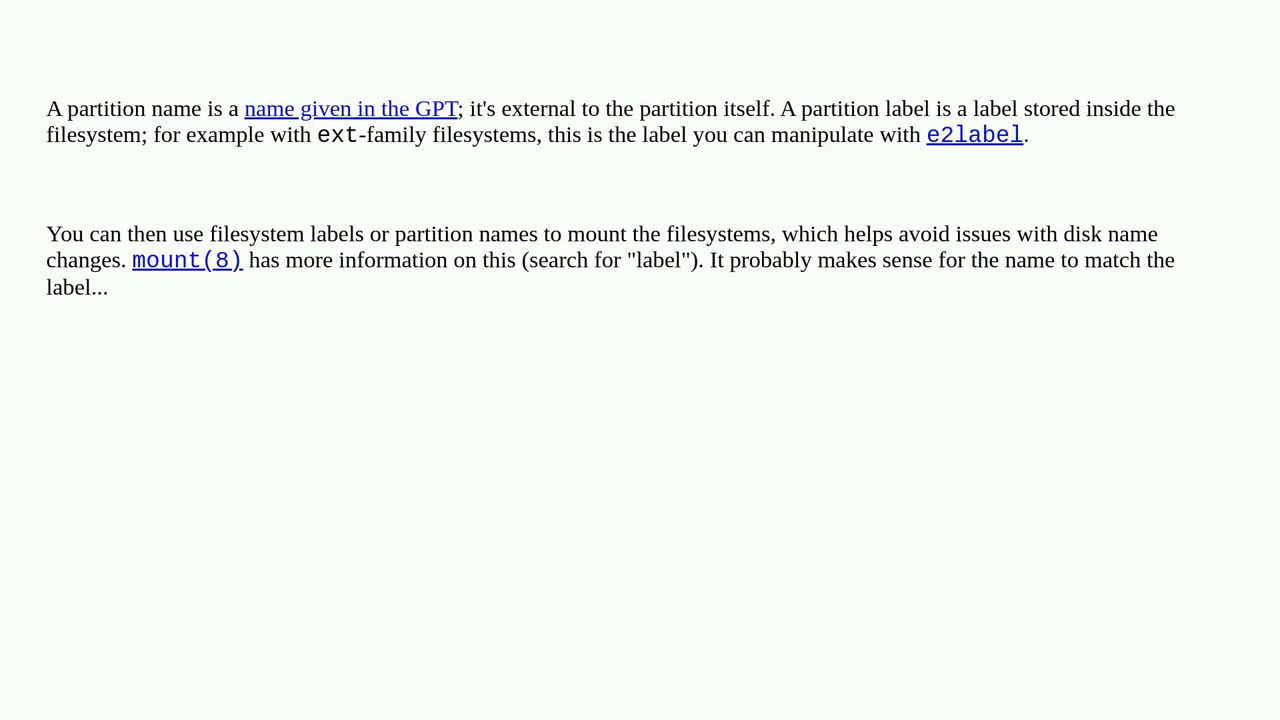 A partition name is a name given in the GPT; it's external to the partition itself. A partition label is a label stored inside the
filesystem; for example with ext-family filesystems, this is the label you can manipulate with e2label.
You can then use filesystem labels or partition names to mount the filesystems, which helps avoid issues with disk name
changes. mount(8) has more information on this (search for "label"). It probably makes sense for the name to match the
label...